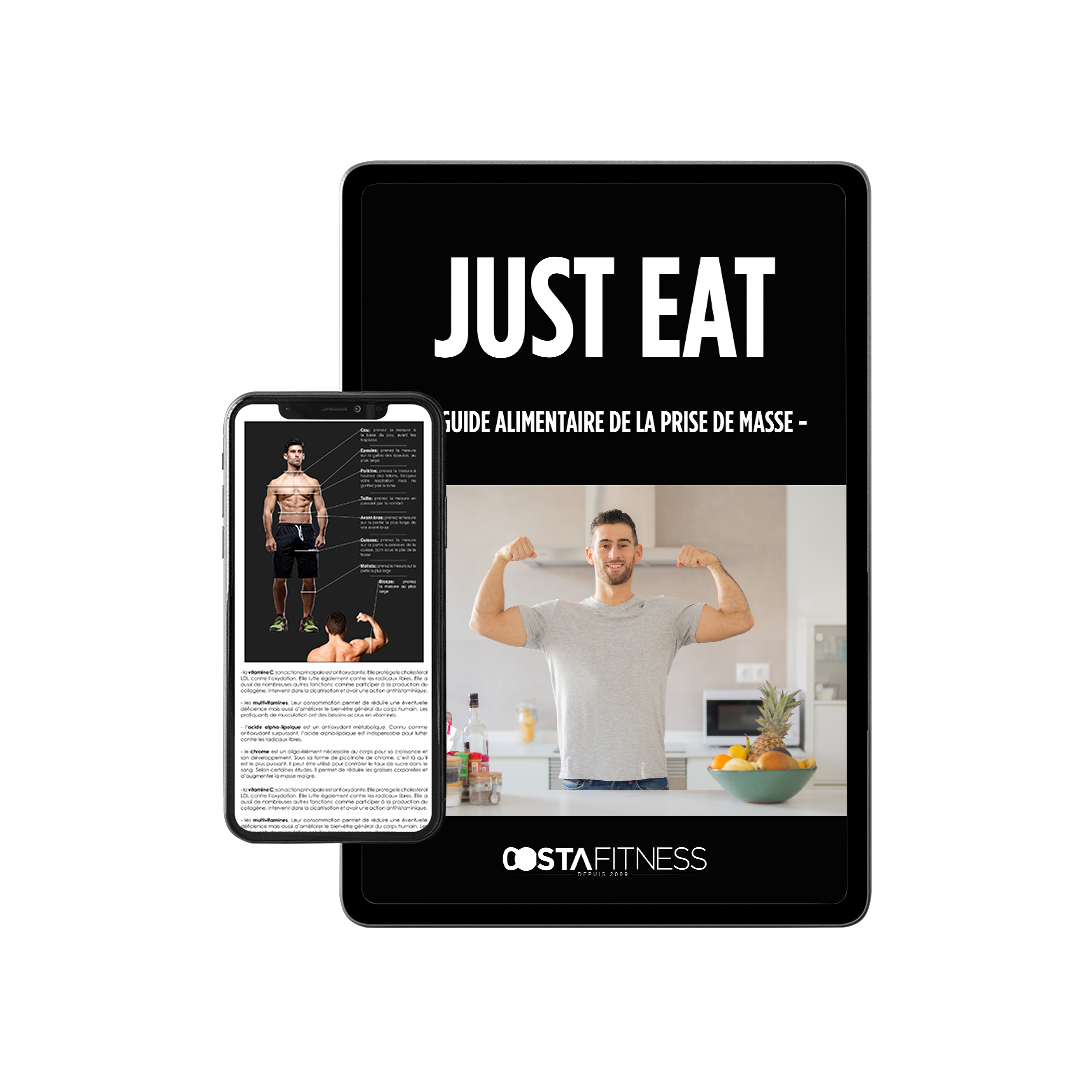 JUST EAT
GUIDE ALIMENTAIRE DE LA PRISE DE MASSE -
COSTAFITNESS
DEPUIS 2009
Cou: prenez la mesure à
la base du cou, avant les
trapèzes
Épaules: prenez la mesure
sur le galbe des épaules, au
plus large
Poitrine: prenez la mesure à
hauteur des tétons, bloquez
votre respiration mais ne
gonflez pas le torse
Taille: prenez la mesure en
passant par le nombril
Avant-bras: prenez la mesure
sur la partie la plus large de
vos avant-bras
Cuisses: prenez la mesure
sur la partie supérieure de la
cuisse. Soit sous le plis de la
fesse
Mollets: prenez la mesure sur la
partie la plus large
Biceps: prenez
la mesure au plus
large
- la vitamine C, son action principale est antioxydante. Elle protège le cholestérol
LDL contre l'oxydation. Elle lutte également contre les radicaux libres. Elle a
aussi de nombreuses autres fonctions: comme participer à la production du
collagène, intervenir dans la cicatrisation et avoir une action antihistaminique.
- les multivitamines. Leur consommation permet de réduire une éventuelle
déficience mais aussi d'améliorer le bien-être général du corps humain. Les
pratiquants de musculation ont des besoins accrus en vitamines.
- l'acide alpha-lipoïque est un antioxydant métabolique. Connu comme
antioxydant surpuissant, l'acide alpha-lipoïque est indispensable pour lutter
contre les radicaux libres.
- le chrome est un oligo-élément nécessaire au corps pour sa croissance et
son développement. Sous sa forme de picolinate de chrome, c'est là qu'il
est le plus puissant. Il peut être utilisé pour contrôler le taux de sucre dans le
sang. Selon certaines études, il permet de réduire les graisses corporelles et
d'augmenter la masse maigre.
- la vitamine C, son action principale est antioxydante. Elle protège le cholestérol
LDL contre l'oxydation. Elle lutte également contre les radicaux libres. Elle a
aussi de nombreuses autres fonctions: comme participer à la production du
collagène, intervenir dans la cicatrisation et avoir une action antihistaminique.
- les multivitamines. Leur consommation permet de réduire une éventuelle
déficience mais aussi d'améliorer le bien-être général du corps humain. Les